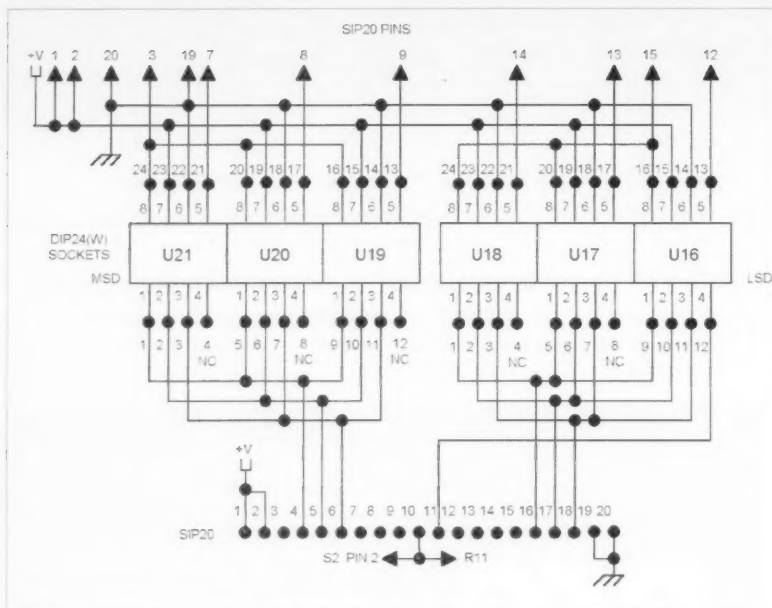 SIP20 PINS
+V 1 2 20 3 19 7 8 9 14 13 15 12
24 23 22 21 20 19 18 17 16 15 14 13 24 23 22 21 20 19 18 17 16 15 14 13
8 7 6 5 8 7 6 5 8 7 6 5 8 7 6 5 8 7 6 5 8 7 6 5
DIP24(W)
SOCKETS
MSD
U21 U20 U19 U18 U17 U16
LSD
1 2 3 4 1 2 3 4 1 2 3 4 1 2 3 4 1 2 3 4 1 2 3 4
1 2 3 4 5 6 7 8 9 10 11 12 1 2 3 4 5 6 7 8 9 10 11 12
NC NC NC NC NC
+V
1 2 3 4 5 6 7 8 9 10 11 12 13 14 15 16 17 18 19 20
SIP20
S2 PIN 2 R11